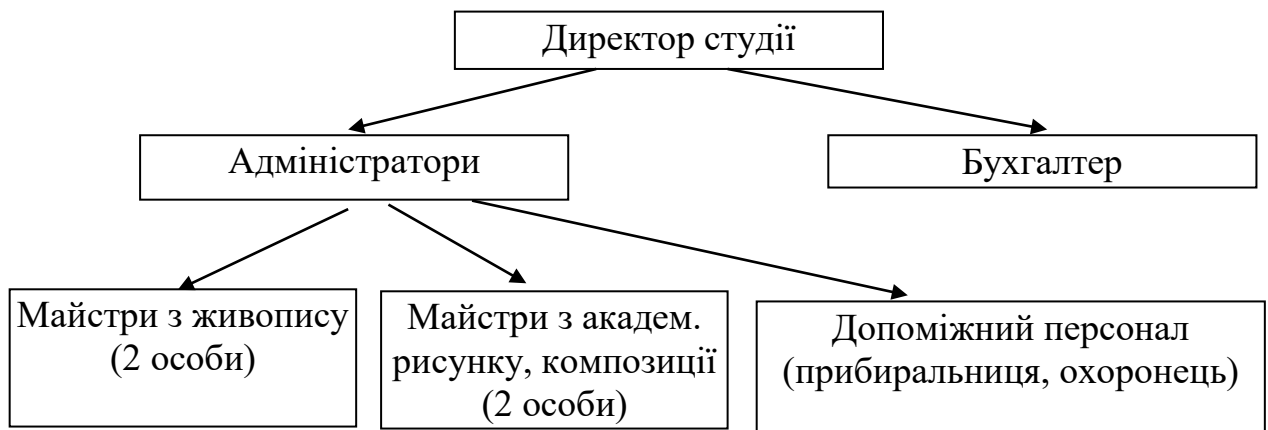 Директор студії
Адміністратори
Бухгалтер
Майстри з живопису
(2 особи)
Майстри з академ.
рисунку, композиції
(2 особи)
Допоміжний персонал
(прибиральниця, охоронець)